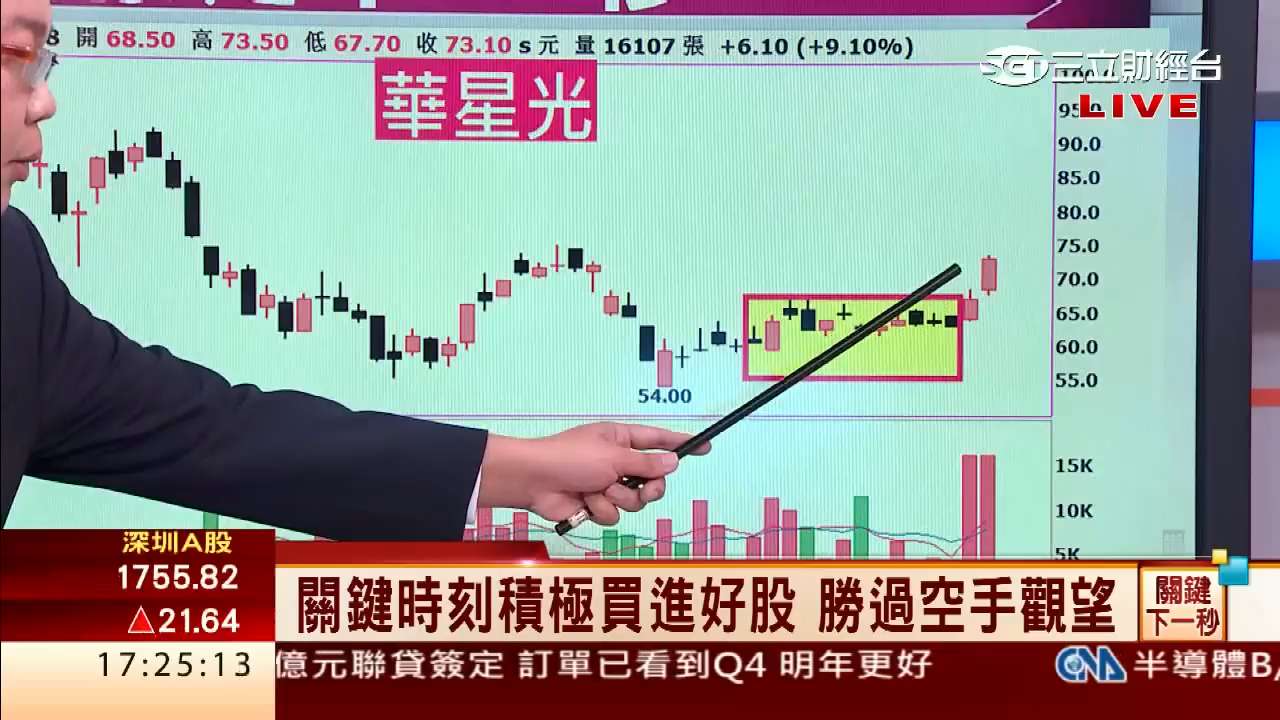 8 開 68.50 高 73.50 低 67.70 收 73.10 s 元 量 16107 張 +6.10 (+9.10%)
華星光
三立財經台
LIVE
100.0
95.0
90.0
85.0
80.0
75.0
70.0
65.0
60.0
55.0
54.00
15K
10K
5K
深圳A股
1755.82
△21.64
17:25:13
關鍵時刻積極買進好股 勝過空手觀望
關鍵
下一秒
億元聯貸簽定 訂單已看到Q4 明年更好
CNA 半導體B/